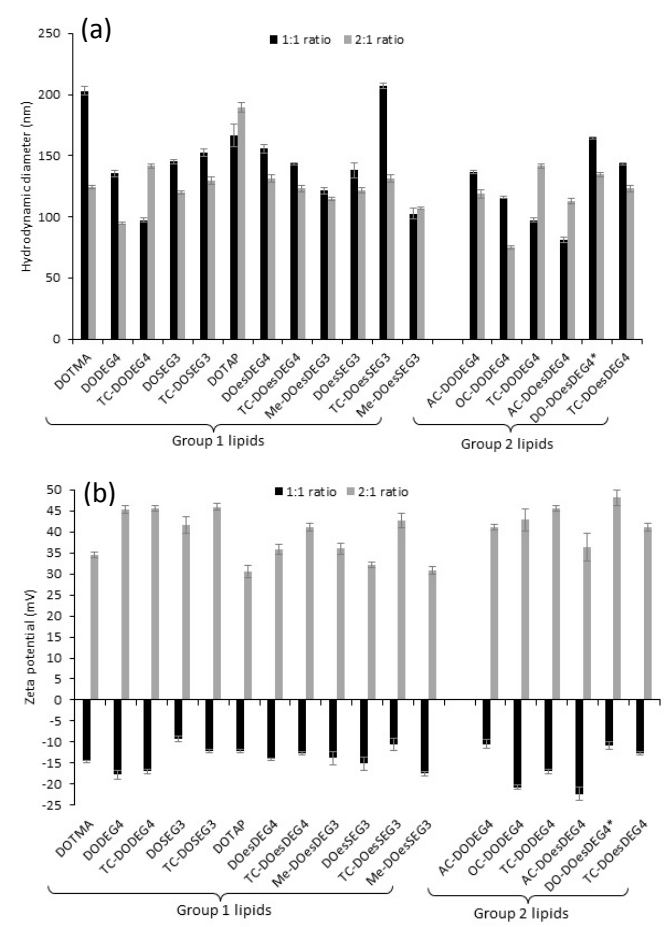 (a)
1:1 ratio 2:1 ratio
Hydrodynamic diameter (nm)
250
200
150
100
50
0
DOTMA
DODEG4
TC-DODEG4
DOSEG3
TC-DOSEG3
DOTAP
DOesDEG4
TC-DOesDEG4
Me-DOesDEG3
DOesSEG3
TC-DOesSEG3
Me-DOesSEG3
AC-DODEG4
OC-DODEG4
TC-DODEG4
AC-DOesDEG4
DO-DOesDEG4*
TC-DOesDEG4
Group 1 lipids
Group 2 lipids
(b)
1:1 ratio 2:1 ratio
Zeta potential (mV)
50
45
40
35
30
25
20
15
10
5
0
-5
-10
-15
-20
-25
DOTMA
DODEG4
TC-DODEG4
DOSEG3
TC-DOSEG3
DOTAP
DOesDEG4
TC-DOesDEG4
Me-DOesDEG3
DOesSEG3
TC-DOesSEG3
Me-DOesSEG3
AC-DODEG4
OC-DODEG4
TC-DODEG4
AC-DOesDEG4
DO-DOesDEG4*
TC-DOesDEG4
Group 1 lipids
Group 2 lipids